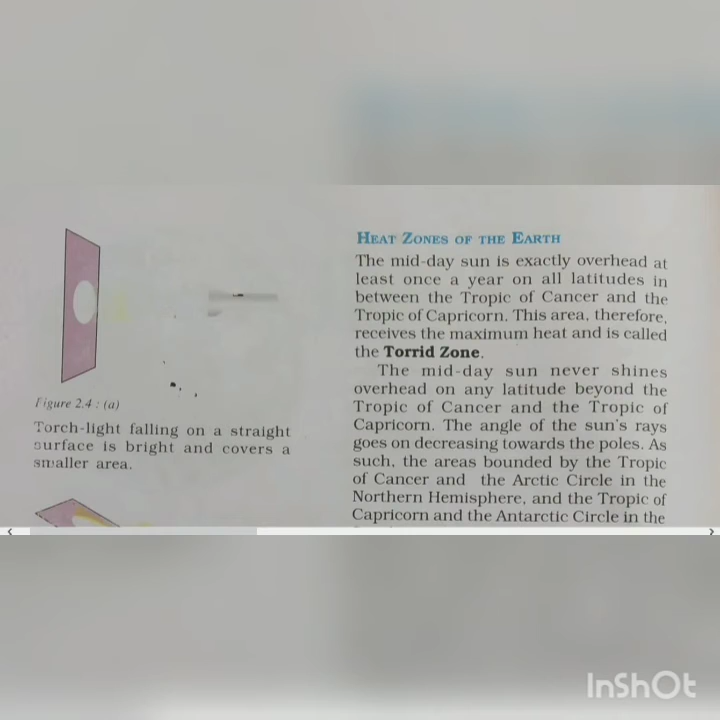 Figure 2.4 : (a)
Torch-light falling on a straight
surface is bright and covers a
smaller area.
HEAT ZONES OF THE EARTH
The mid-day sun is exactly overhead at
least once a year on all latitudes in
between the Tropic of Cancer and the
Tropic of Capricorn. This area, therefore,
receives the maximum heat and is called
the Torrid Zone.
The mid-day sun never shines
overhead on any latitude beyond the
Tropic of Cancer and the Tropic of
Capricorn. The angle of the sun's rays
goes on decreasing towards the poles. As
such, the areas bounded by the Tropic
of Cancer and the Arctic Circle in the
Northern Hemisphere, and the Tropic of
Capricorn and the Antarctic Circle in the
InShOt